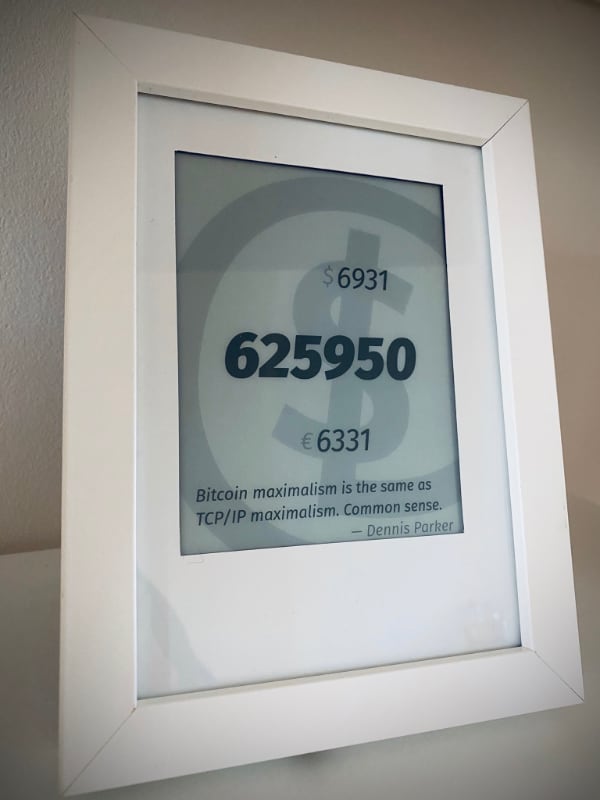 $6931
625950
€6331
Bitcoin maximalism is the same as
TCP/IP maximalism. Common sense.
— Dennis Parker